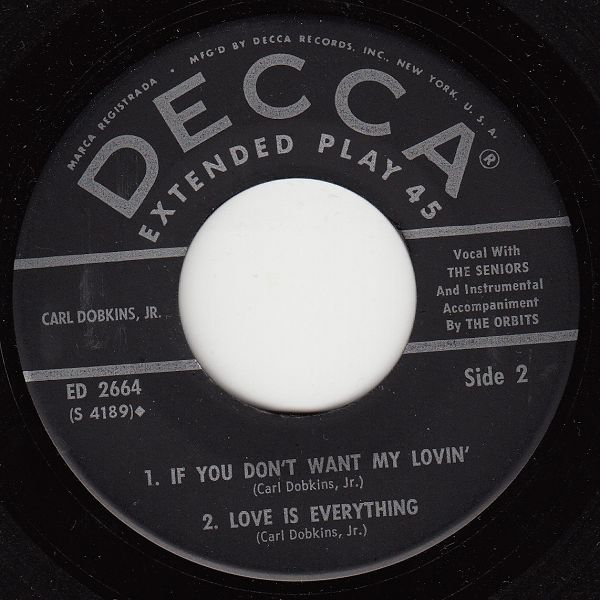 MARCA REGISTRADA • MFG'D BY DECCA RECORDS, INC., NEW YORK, U.S.A.
DECCA®
EXTENDED PLAY 45
CARL DOBKINS, JR.
Vocal With
THE SENIORS
And Instrumental
Accompaniment
By THE ORBITS
ED 2664
(S 4189)◆
Side 2
1. IF YOU DON'T WANT MY LOVIN'
(Carl Dobkins, Jr.)
2. LOVE IS EVERYTHING
(Carl Dobkins, Jr.)